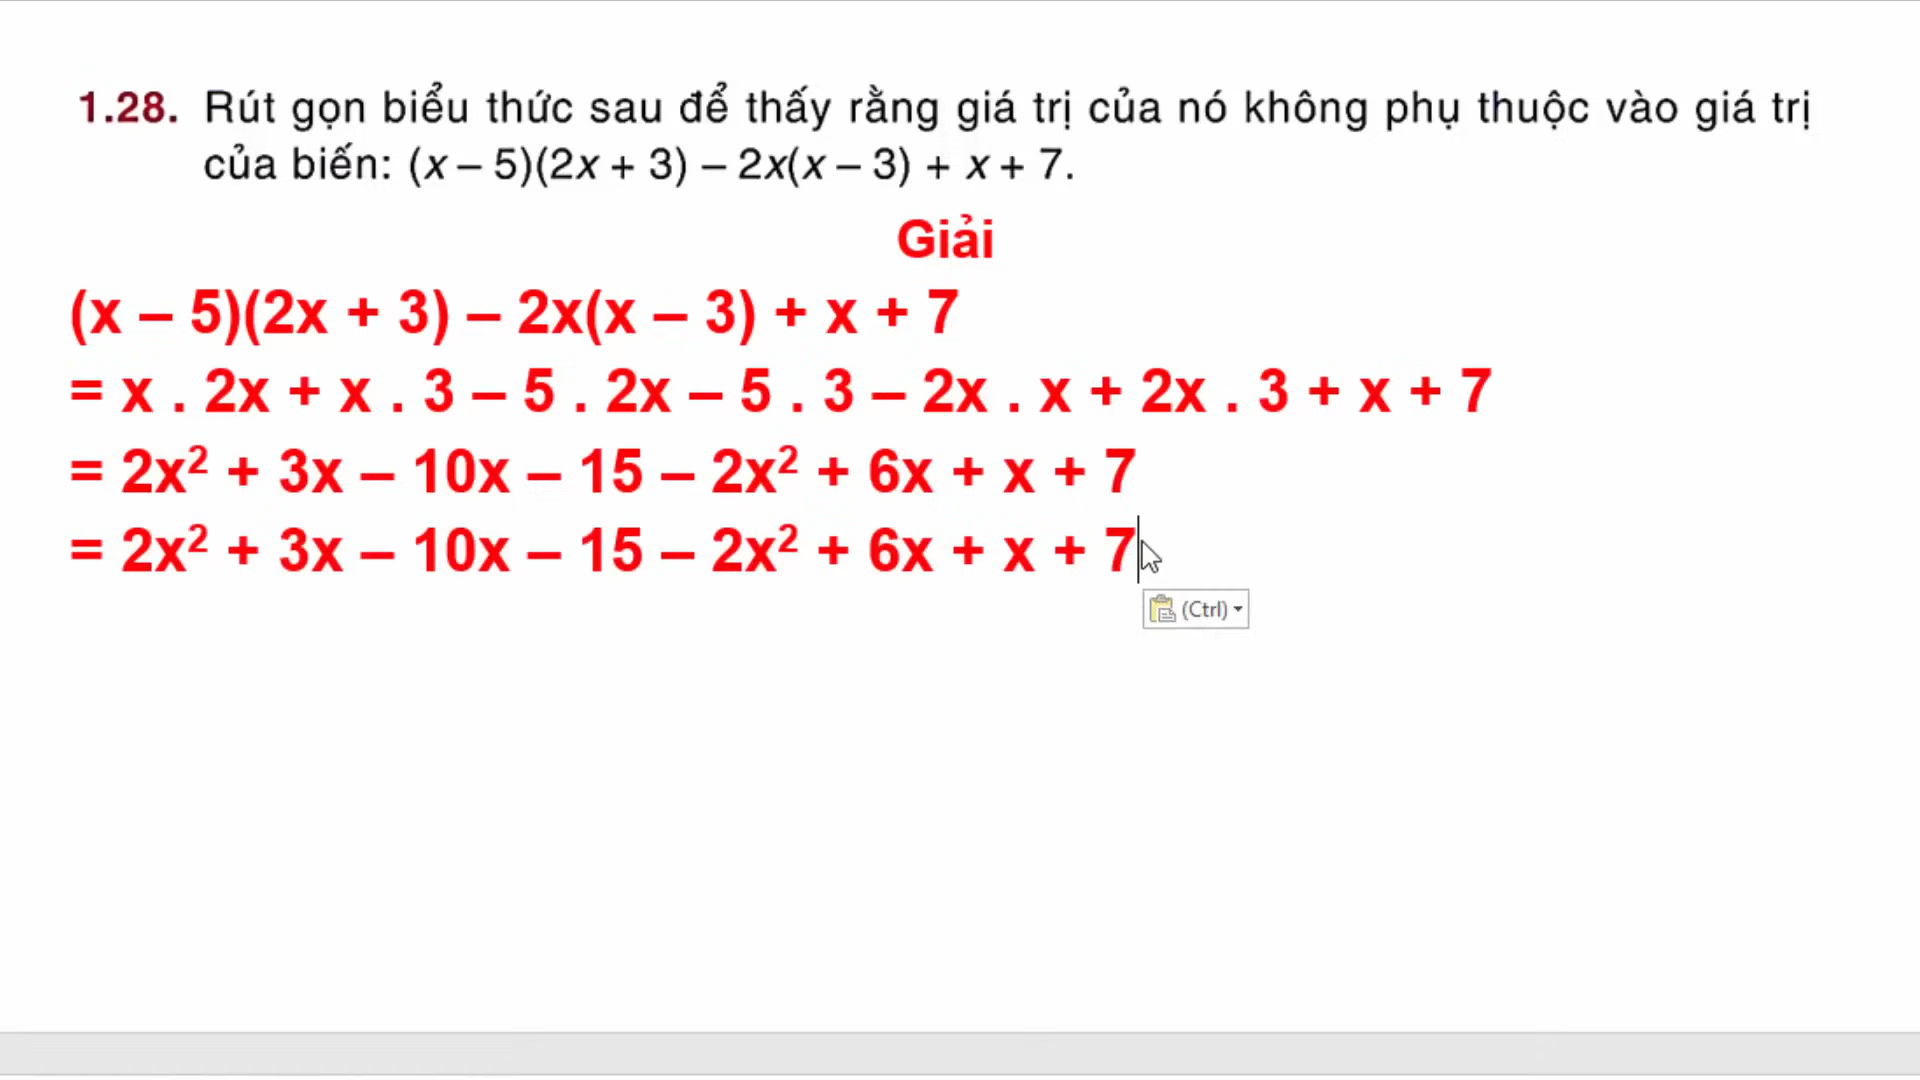 1.28. Rút gọn biểu thức sau để thấy rằng giá trị của nó không phụ thuộc vào giá trị
của biến: (x – 5)(2x + 3) – 2x(x – 3) + x + 7.
Giải
(x – 5)(2x + 3) – 2x(x – 3) + x + 7
= x . 2x + x . 3 – 5 . 2x – 5 . 3 – 2x . x + 2x . 3 + x + 7
= 2x² + 3x – 10x – 15 – 2x² + 6x + x + 7
= 2x² + 3x – 10x – 15 – 2x² + 6x + x + 7
(Ctrl)